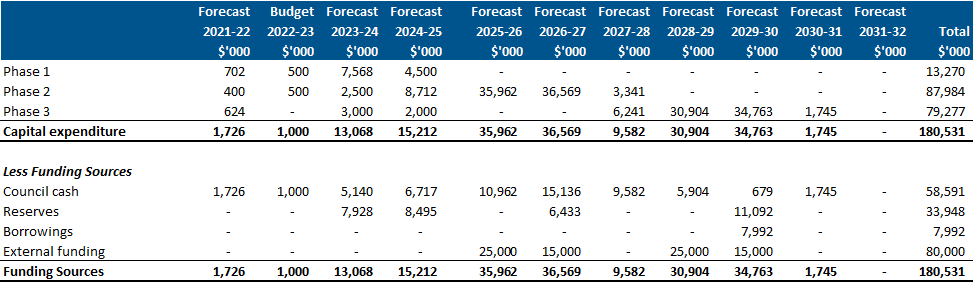 Forecast Budget Forecast Forecast Forecast Forecast Forecast Forecast Forecast Forecast Forecast
2021-22 2022-23 2023-24 2024-25 2025-26 2026-27 2027-28 2028-29 2029-30 2030-31 2031-32 Total
$'000 $'000 $'000 $'000 $'000 $'000 $'000 $'000 $'000 $'000 $'000 $'000
Phase 1 702 500 7,568 4,500 - - - - - - - 13,270
Phase 2 400 500 2,500 8,712 35,962 36,569 3,341 - - - - 87,984
Phase 3 624 - 3,000 2,000 - - 6,241 30,904 34,763 1,745 - 79,277
Capital expenditure 1,726 1,000 13,068 15,212 35,962 36,569 9,582 30,904 34,763 1,745 - 180,531
Less Funding Sources
Council cash 1,726 1,000 5,140 6,717 10,962 15,136 9,582 5,904 679 1,745 - 58,591
Reserves - - 7,928 8,495 - 6,433 - - 11,092 - - 33,948
Borrowings - - - - - - - - 7,992 - - 7,992
External funding - - - - 25,000 15,000 - 25,000 15,000 - - 80,000
Funding Sources 1,726 1,000 13,068 15,212 35,962 36,569 9,582 30,904 34,763 1,745 - 180,531